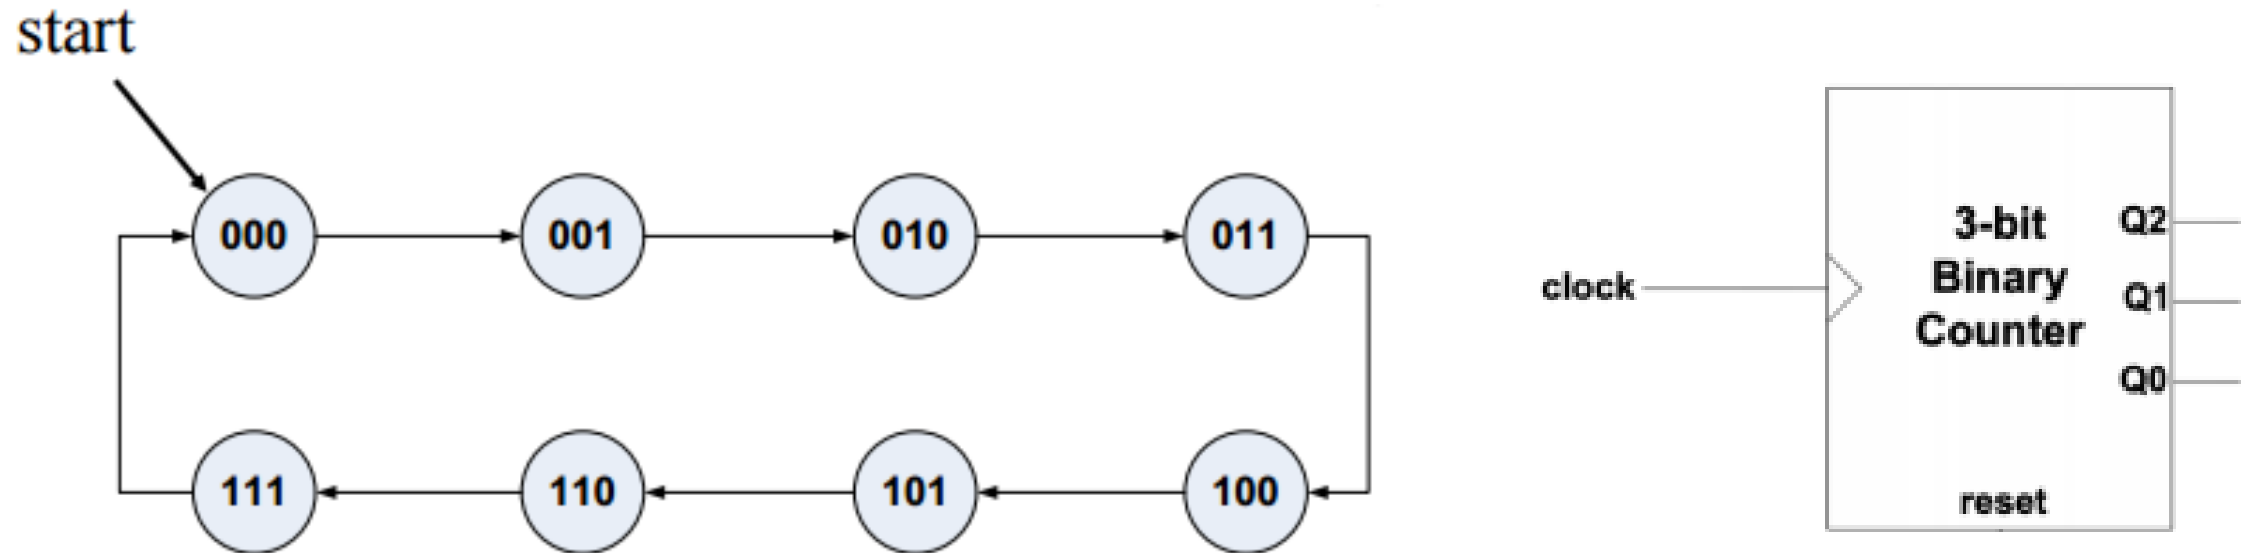 start
000 001 010 011
111 110 101 100
clock
3-bit
Binary
Counter
Q2
Q1
Q0
reset